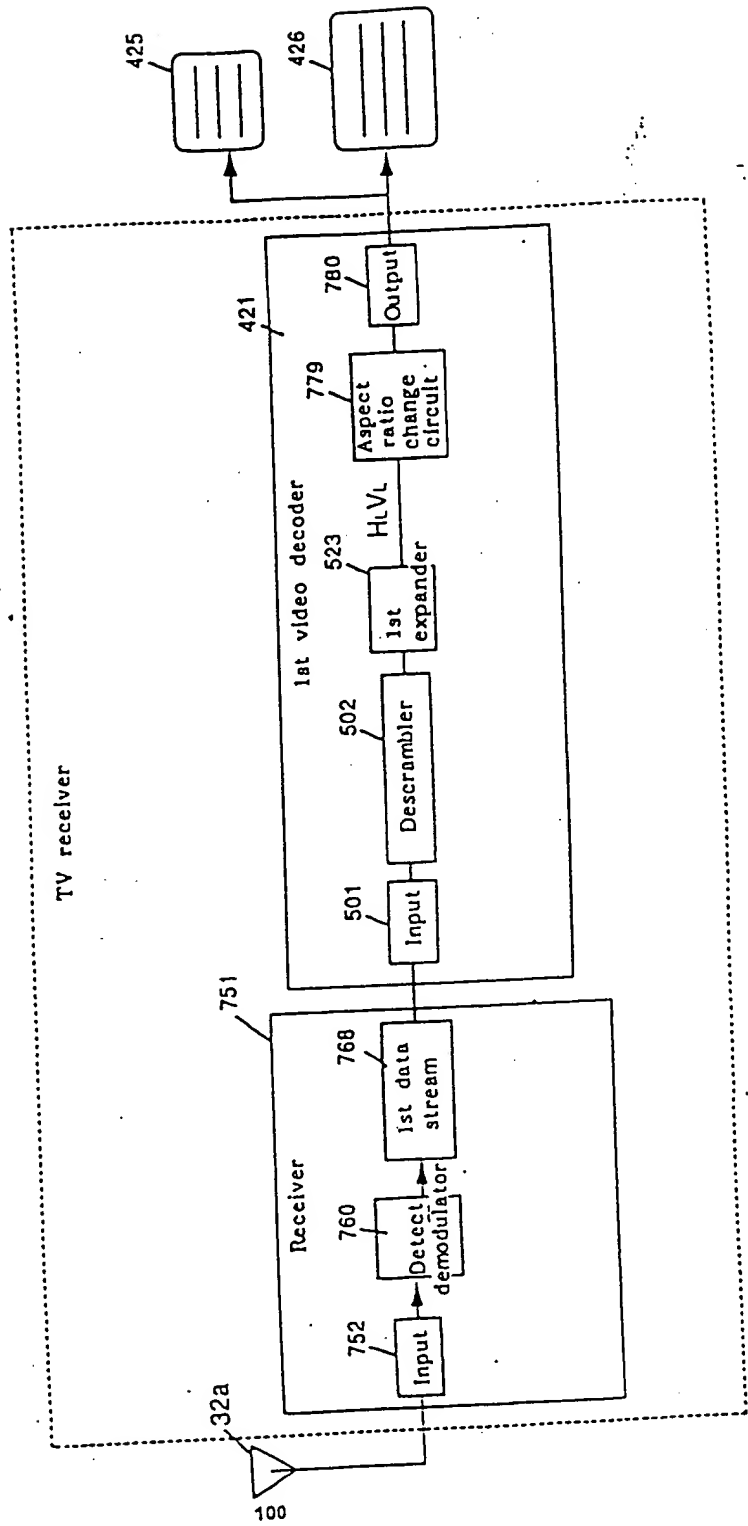 TV receiver
32a
100
751
Receiver
752
Input
760
Detect
demodulator
768
1st data
stream
421
1st video decoder
501
Input
502
Descrambler
523
1st
expander
HLVL
779
Aspect
ratio
change
circuit
780
Output
425
426